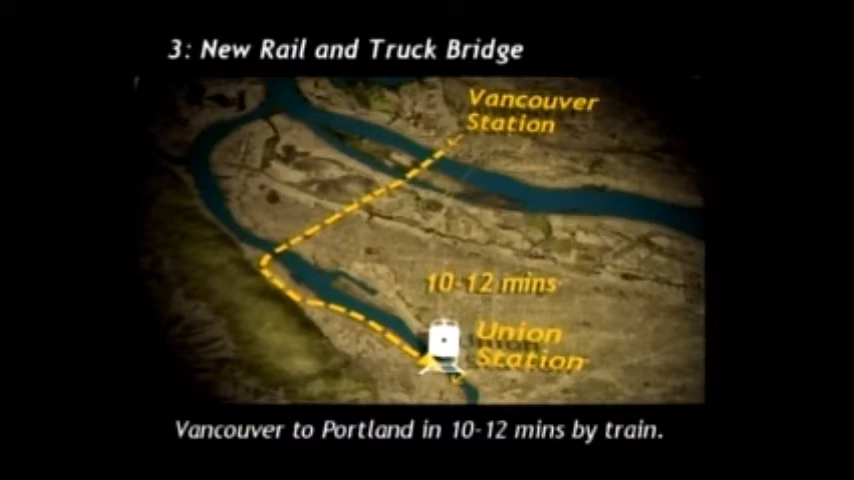 3: New Rail and Truck Bridge
Vancouver
Station
10-12 mins
Union
Station
Vancouver to Portland in 10-12 mins by train.